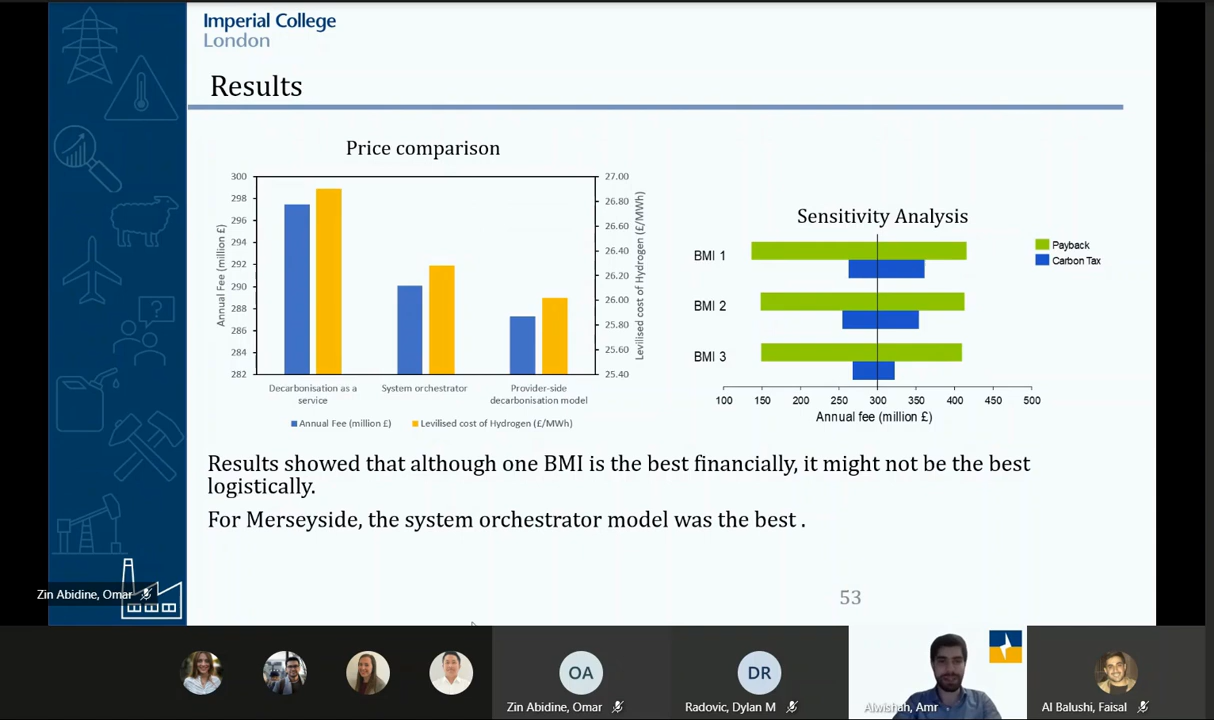 Imperial College
London
Results
Price comparison
300
298
296
294
292
290
288
286
284
282
Annual Fee (million £)
27.00
26.80
26.60
26.40
26.20
26.00
25.80
25.60
25.40
Levilised cost of Hydrogen (£/MWh)
Decarbonisation as a
service
System orchestrator
Provider-side
decarbonisation model
Annual Fee (million £)
Levilised cost of Hydrogen (£/MWh)
Sensitivity Analysis
BMI 1
BMI 2
BMI 3
Payback
Carbon Tax
100 150 200 250 300 350 400 450 500
Annual fee (million £)
Results showed that although one BMI is the best financially, it might not be the best
logistically.
For Merseyside, the system orchestrator model was the best .
53
Zin Abidine, Omar
OA
Zin Abidine, Omar
DR
Radovic, Dylan M
Alwishah, Amr
Al Balushi, Faisal